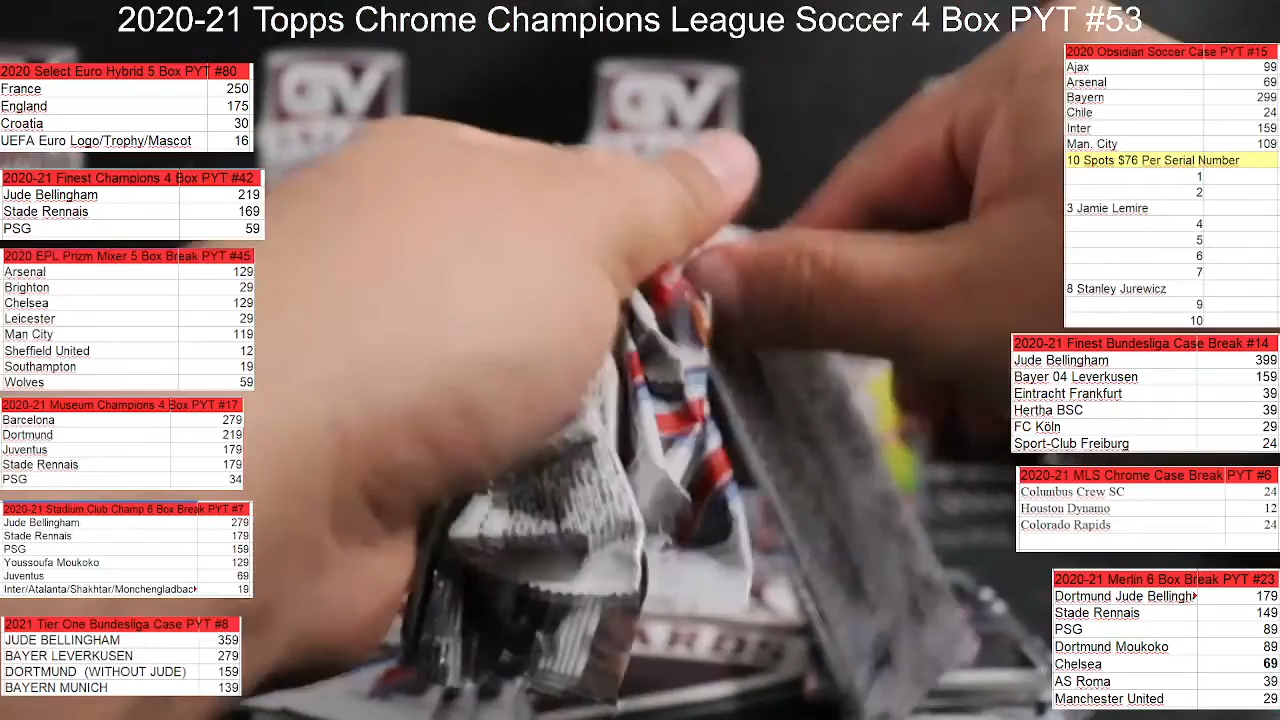 2020-21 Topps Chrome Champions League Soccer 4 Box PYT #53
2020 Select Euro Hybrid 5 Box PYT #80
France 250
England 175
Croatia 30
UEFA Euro Logo/Trophy/Mascot 16
2020-21 Finest Champions 4 Box PYT #42
Jude Bellingham 219
Stade Rennais 169
PSG 59
2020 EPL Prizm Mixer 5 Box Break PYT #45
Arsenal 129
Brighton 29
Chelsea 129
Leicester 29
Man City 119
Sheffield United 12
Southampton 19
Wolves 59
2020-21 Museum Champions 4 Box PYT #17
Barcelona 279
Dortmund 219
Juventus 179
Stade Rennais 179
PSG 34
2020-21 Stadium Club Champ 6 Box Break PYT #7
Jude Bellingham 279
Stade Rennais 179
PSG 159
Youssoufa Moukoko 129
Juventus 69
Inter/Atalanta/Shakhtar/Monchengladbac 19
2021 Tier One Bundesliga Case PYT #8
JUDE BELLINGHAM 359
BAYER LEVERKUSEN 279
DORTMUND (WITHOUT JUDE) 159
BAYERN MUNICH 139
2020 Obsidian Soccer Case PYT #15
Ajax 99
Arsenal 69
Bayern 299
Chile 24
Inter 159
Man. City 109
10 Spots $76 Per Serial Number
1
2
3 Jamie Lemire
4
5
6
7
8 Stanley Jurewicz
9
10
2020-21 Finest Bundesliga Case Break #14
Jude Bellingham 399
Bayer 04 Leverkusen 159
Eintracht Frankfurt 39
Hertha BSC 39
FC Köln 29
Sport-Club Freiburg 24
2020-21 MLS Chrome Case Break PYT #6
Columbus Crew SC 24
Houston Dynamo 12
Colorado Rapids 24
2020-21 Merlin 6 Box Break PYT #23
Dortmund Jude Bellingh 179
Stade Rennais 149
PSG 89
Dortmund Moukoko 89
Chelsea 69
AS Roma 39
Manchester United 29